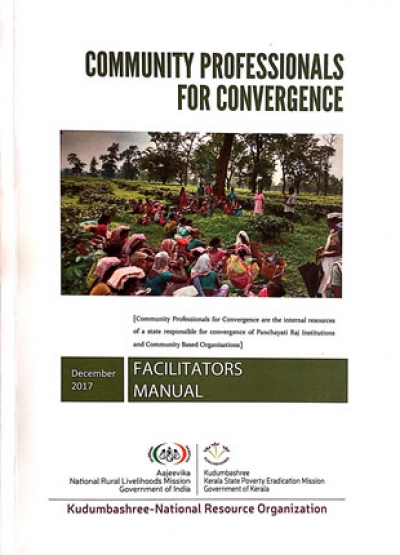 COMMUNITY PROFESSIONALS
FOR CONVERGENCE
[Community Professionals for Convergence are the internal resources
of a state responsible for convergence of Panchayati Raj Institutions
and Community Based Organisations]
December
2017
FACILITATORS
MANUAL
Aajeevika
National Rural Livelihoods Mission
Government of India
Kudumbashree
Kerala State Poverty Eradication Mission
Government of Kerala
Kudumbashree-National Resource Organization